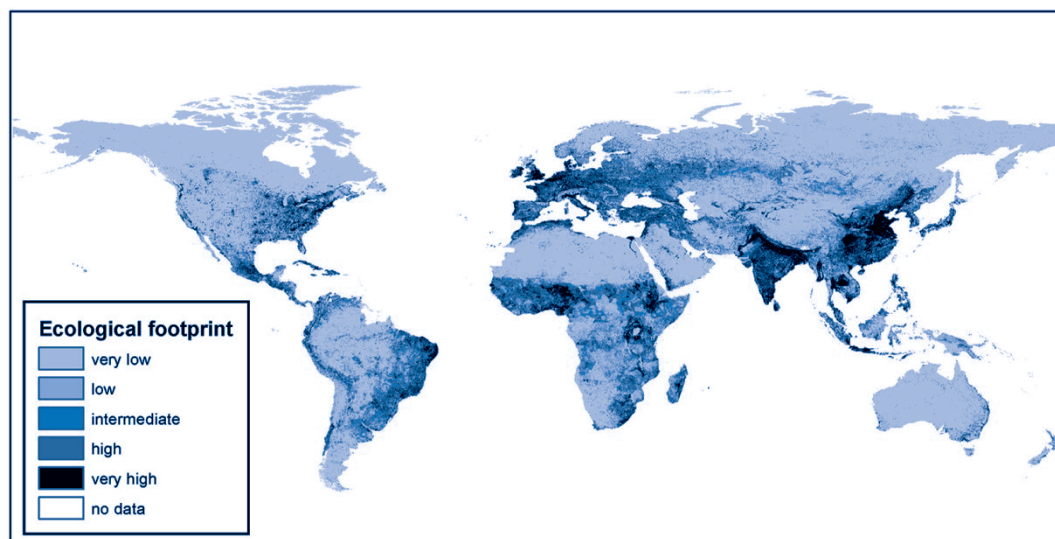 Ecological footprint
very low
low
intermediate
high
very high
no data